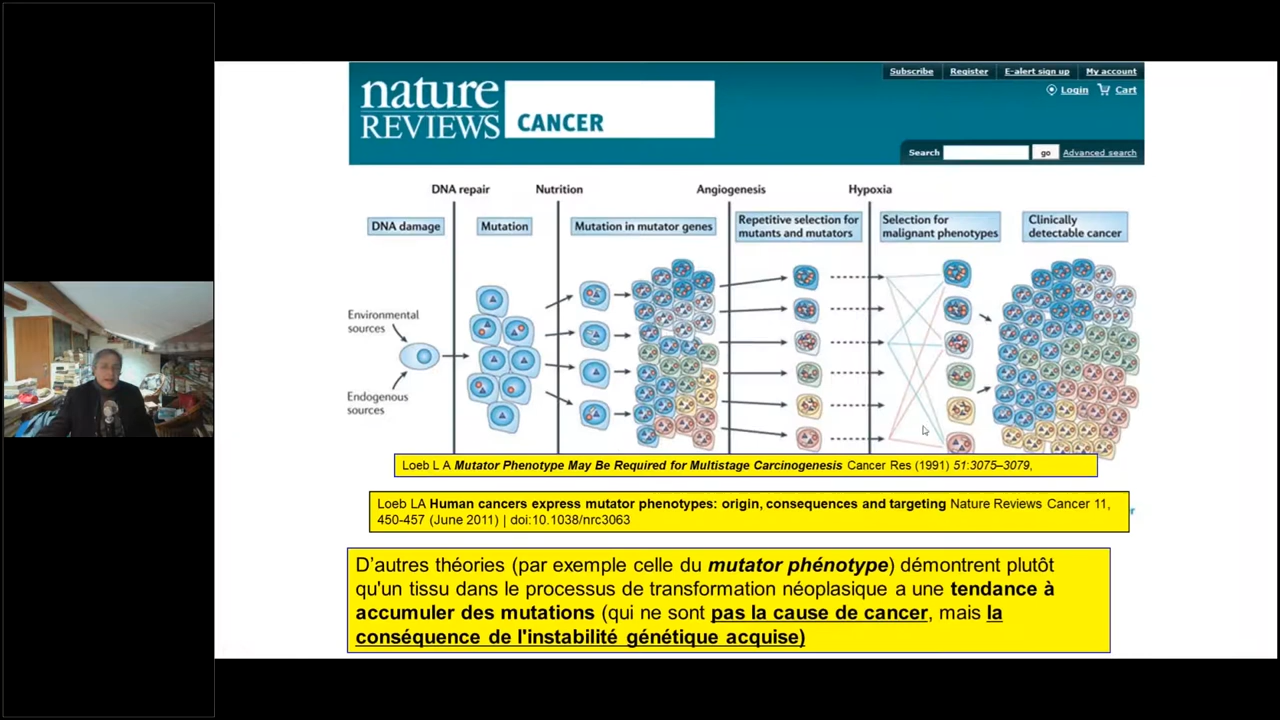 Subscribe Register E-alert sign up My account
nature
REVIEWS CANCER
Login Cart
Search go Advanced search
DNA repair Nutrition Angiogenesis Hypoxia
DNA damage
Mutation
Mutation in mutator genes
Repetitive selection for
mutants and mutators
Selection for
malignant phenotypes
Clinically
detectable cancer
Environmental
sources
Endogenous
sources
Loeb L A Mutator Phenotype May Be Required for Multistage Carcinogenesis Cancer Res (1991) 51:3075–3079,
Loeb LA Human cancers express mutator phenotypes: origin, consequences and targeting Nature Reviews Cancer 11,
450-457 (June 2011) | doi:10.1038/nrc3063
D'autres théories (par exemple celle du mutator phénotype) démontrent plutôt
qu'un tissu dans le processus de transformation néoplasique a une tendance à
accumuler des mutations (qui ne sont pas la cause de cancer, mais la
conséquence de l'instabilité génétique acquise)